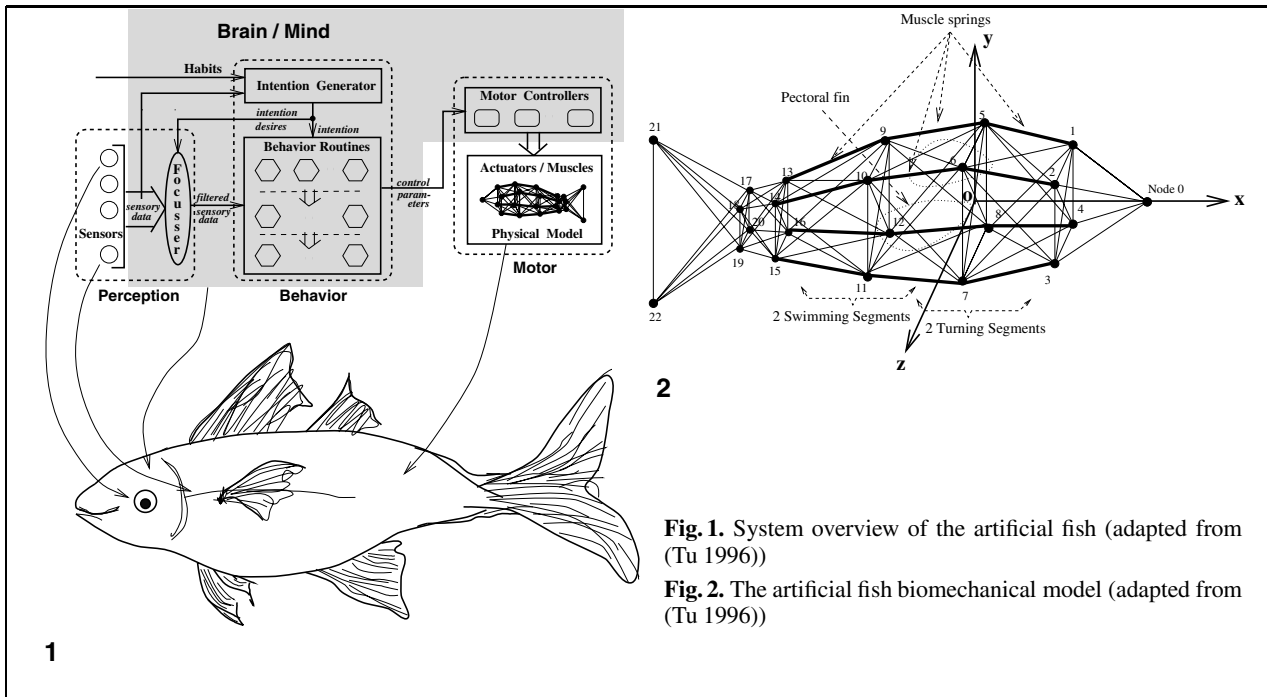 Brain / Mind
Habits
Intention Generator
intention
desires
intention
Behavior Routines
Focusser
Sensors
sensory
data
filtered
sensory
data
control
param-
eters
Motor Controllers
Actuators / Muscles
Physical Model
Perception
Behavior
Motor
1
Muscle springs
y
Pectoral fin
21
9
5
1
17
13
10
6
2
Node 0
18
14
O
x
20
16
12
8
4
19
15
11
7
3
22
2 Swimming Segments
2 Turning Segments
z
2
Fig. 1. System overview of the artificial fish (adapted from
(Tu 1996))
Fig. 2. The artificial fish biomechanical model (adapted from
(Tu 1996))